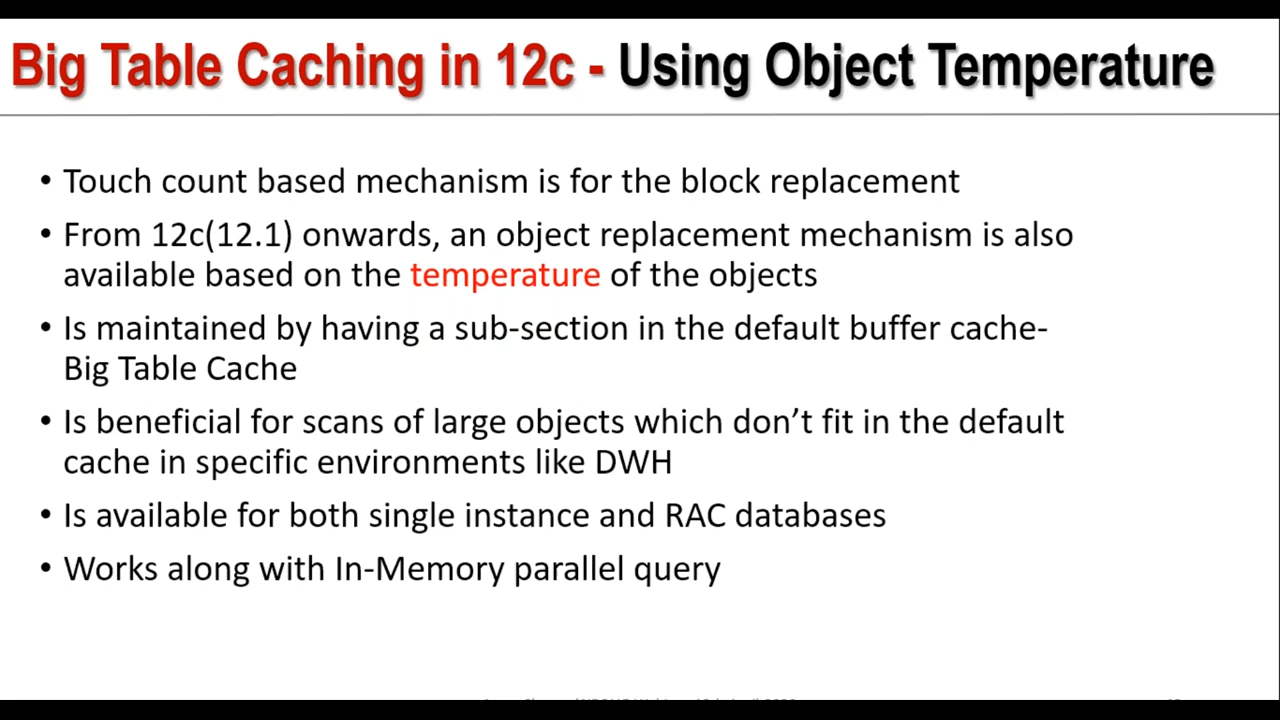 Big Table Caching in 12c - Using Object Temperature
• Touch count based mechanism is for the block replacement
• From 12c(12.1) onwards, an object replacement mechanism is also
available based on the temperature of the objects
• Is maintained by having a sub-section in the default buffer cache-
Big Table Cache
• Is beneficial for scans of large objects which don’t fit in the default
cache in specific environments like DWH
• Is available for both single instance and RAC databases
• Works along with In-Memory parallel query